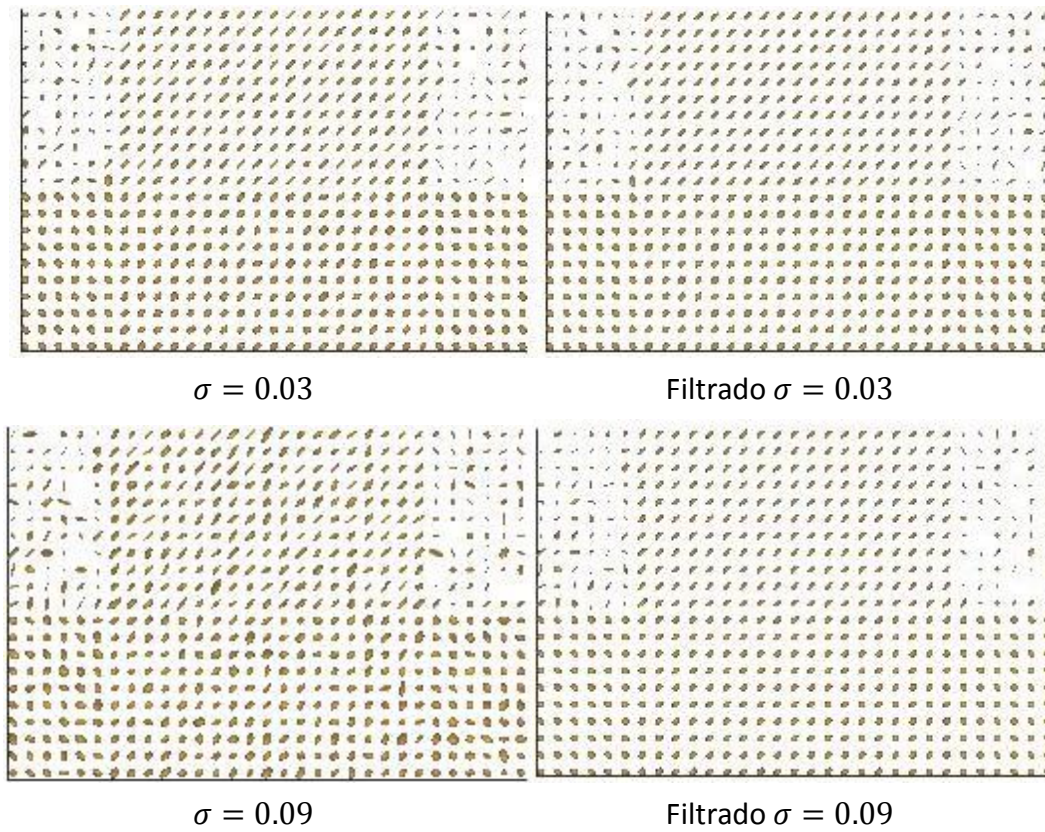 σ = 0.03
Filtrado σ = 0.03
σ = 0.09
Filtrado σ = 0.09